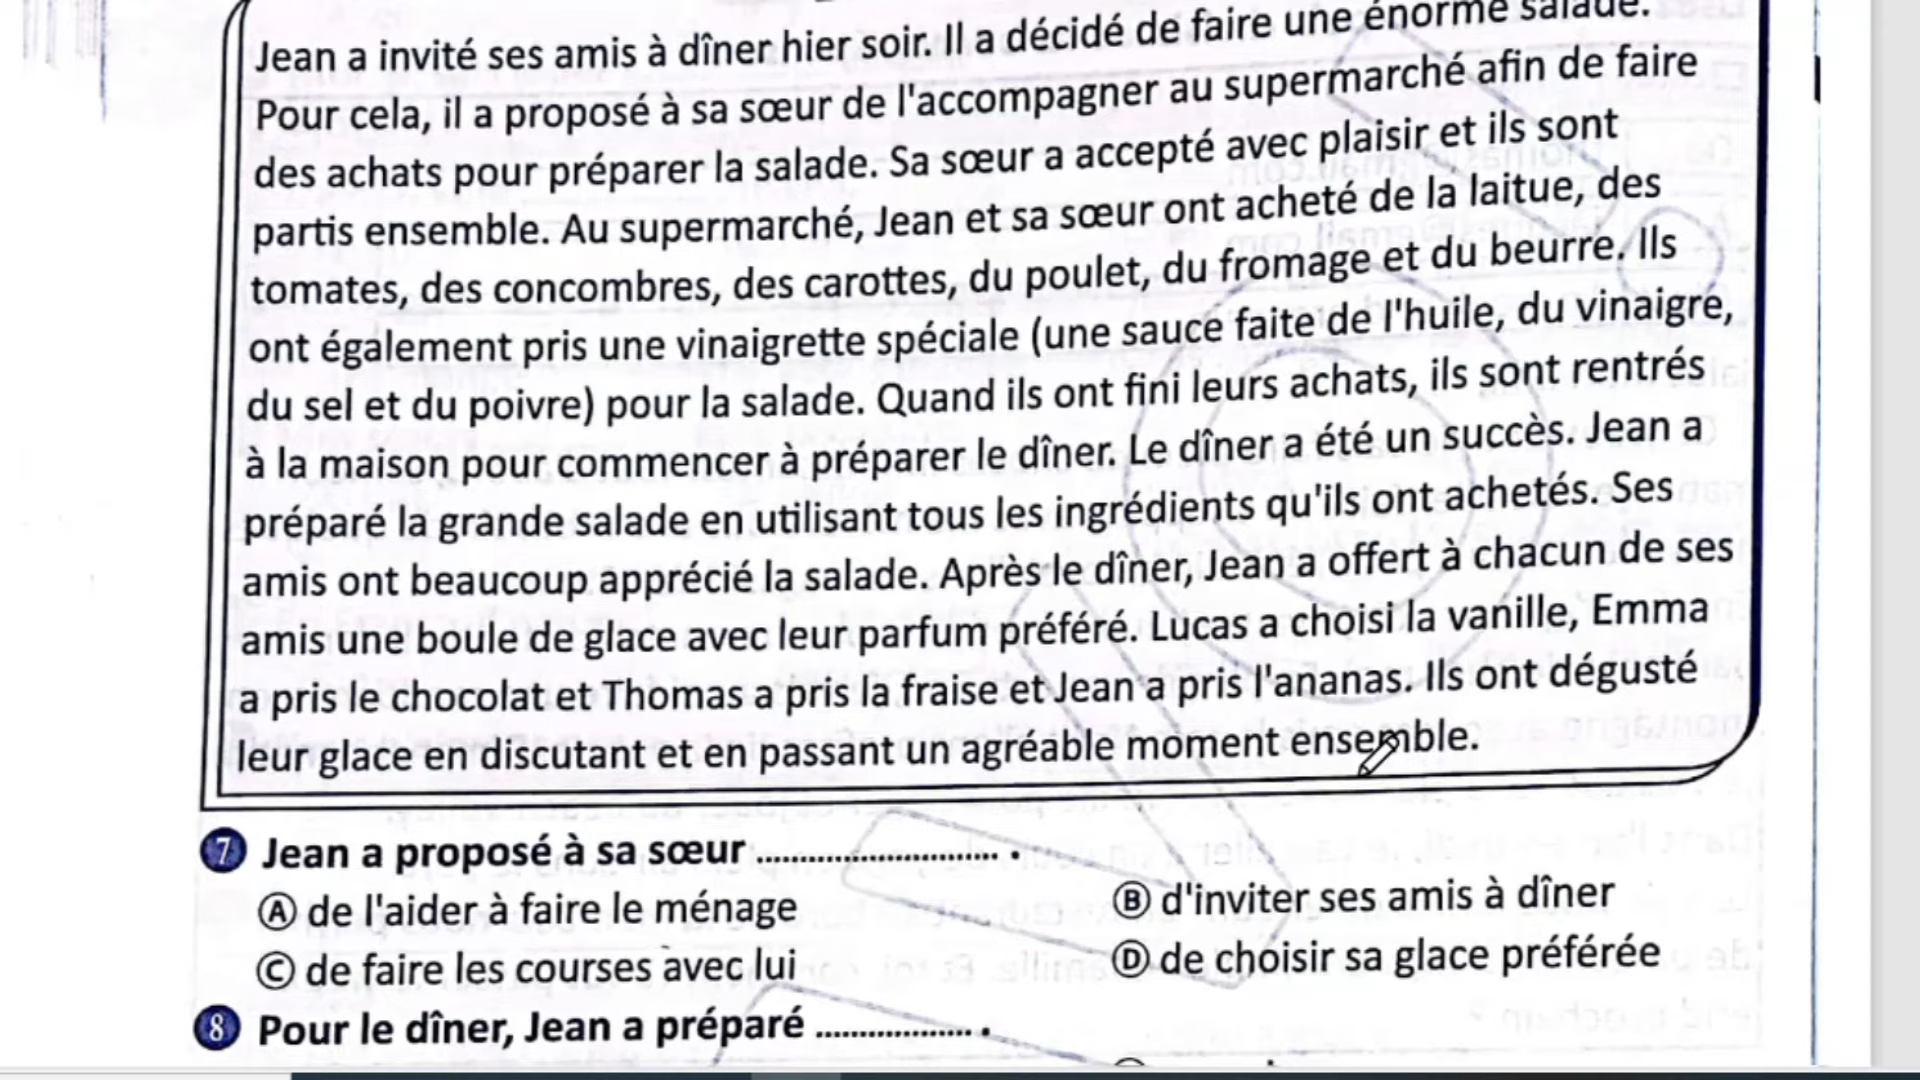 Jean a invité ses amis à dîner hier soir. Il a décidé de faire une énorme salade.
Pour cela, il a proposé à sa sœur de l'accompagner au supermarché afin de faire
des achats pour préparer la salade. Sa sœur a accepté avec plaisir et ils sont
partis ensemble. Au supermarché, Jean et sa sœur ont acheté de la laitue, des
tomates, des concombres, des carottes, du poulet, du fromage et du beurre. Ils
ont également pris une vinaigrette spéciale (une sauce faite de l'huile, du vinaigre,
du sel et du poivre) pour la salade. Quand ils ont fini leurs achats, ils sont rentrés
à la maison pour commencer à préparer le dîner. Le dîner a été un succès. Jean a
préparé la grande salade en utilisant tous les ingrédients qu'ils ont achetés. Ses
amis ont beaucoup apprécié la salade. Après le dîner, Jean a offert à chacun de ses
amis une boule de glace avec leur parfum préféré. Lucas a choisi la vanille, Emma
a pris le chocolat et Thomas a pris la fraise et Jean a pris l'ananas. Ils ont dégusté
leur glace en discutant et en passant un agréable moment ensemble.
7 Jean a proposé à sa sœur ............................ .
A de l'aider à faire le ménage
B d'inviter ses amis à dîner
C de faire les courses avec lui
D de choisir sa glace préférée
8 Pour le dîner, Jean a préparé .................. .